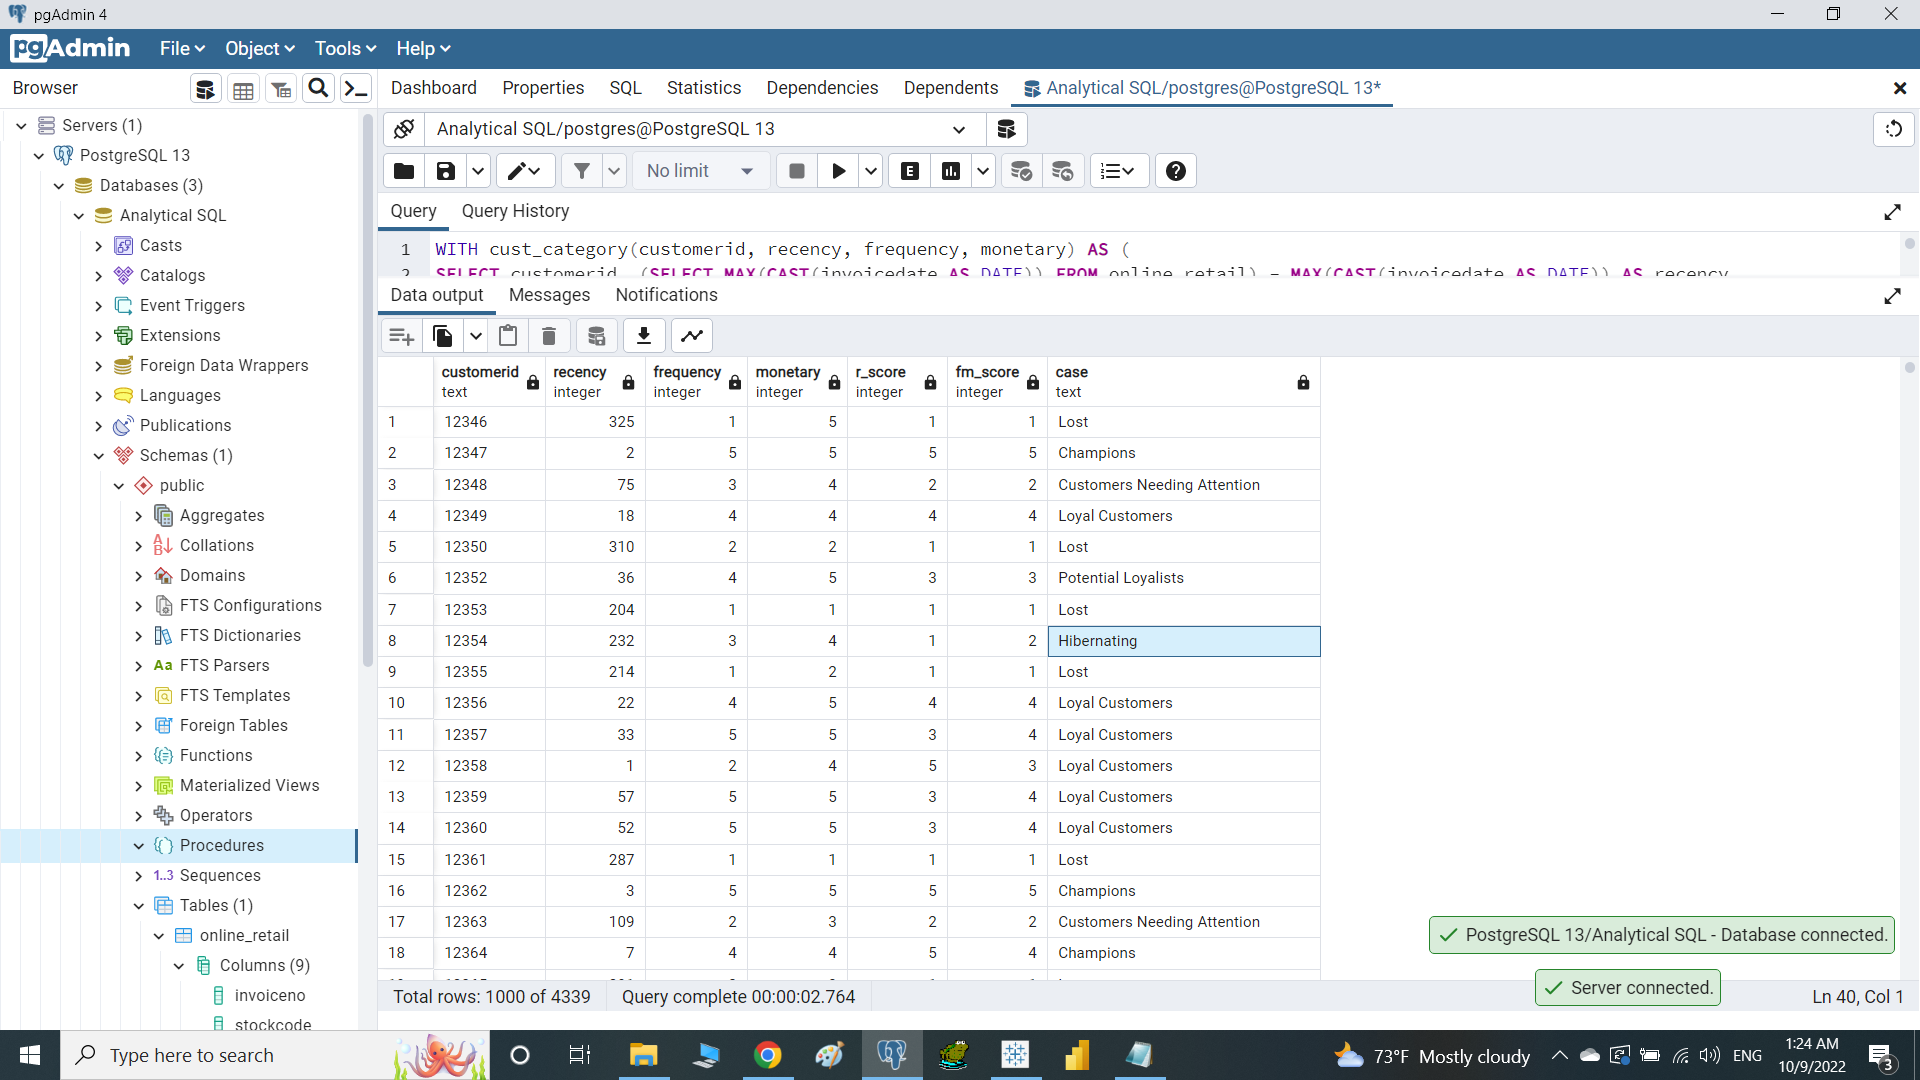 pgAdmin 4
pgAdmin File Object Tools Help
Browser Dashboard Properties SQL Statistics Dependencies Dependents Analytical SQL/postgres@PostgreSQL 13*
Servers (1)
PostgreSQL 13
Databases (3)
Analytical SQL
Casts
Catalogs
Event Triggers
Extensions
Foreign Data Wrappers
Languages
Publications
Schemas (1)
public
Aggregates
Collations
Domains
FTS Configurations
FTS Dictionaries
Aa FTS Parsers
FTS Templates
Foreign Tables
Functions
Materialized Views
Operators
Procedures
1..3 Sequences
Tables (1)
online_retail
Columns (9)
invoiceno
stockcode
Analytical SQL/postgres@PostgreSQL 13
No limit E
Query Query History
1 WITH cust_category(customerid, recency, frequency, monetary) AS (
2 SELECT customerid, (SELECT MAX(CAST(invoicedate AS DATE)) FROM online_retail) - MAX(CAST(invoicedate AS DATE)) AS recency
Data output Messages Notifications
customerid recency frequency monetary r_score fm_score case
text integer integer integer integer integer text
1 12346 325 1 5 1 1 Lost
2 12347 2 5 5 5 5 Champions
3 12348 75 3 4 2 2 Customers Needing Attention
4 12349 18 4 4 4 4 Loyal Customers
5 12350 310 2 2 1 1 Lost
6 12352 36 4 5 3 3 Potential Loyalists
7 12353 204 1 1 1 1 Lost
8 12354 232 3 4 1 2 Hibernating
9 12355 214 1 2 1 1 Lost
10 12356 22 4 5 4 4 Loyal Customers
11 12357 33 5 5 3 4 Loyal Customers
12 12358 1 2 4 5 3 Loyal Customers
13 12359 57 5 5 3 4 Loyal Customers
14 12360 52 5 5 3 4 Loyal Customers
15 12361 287 1 1 1 1 Lost
16 12362 3 5 5 5 5 Champions
17 12363 109 2 3 2 2 Customers Needing Attention
18 12364 7 4 4 5 4 Champions
PostgreSQL 13/Analytical SQL - Database connected.
Server connected.
Total rows: 1000 of 4339 Query complete 00:00:02.764 Ln 40, Col 1
Type here to search 73°F Mostly cloudy ENG 1:24 AM
10/9/2022 3